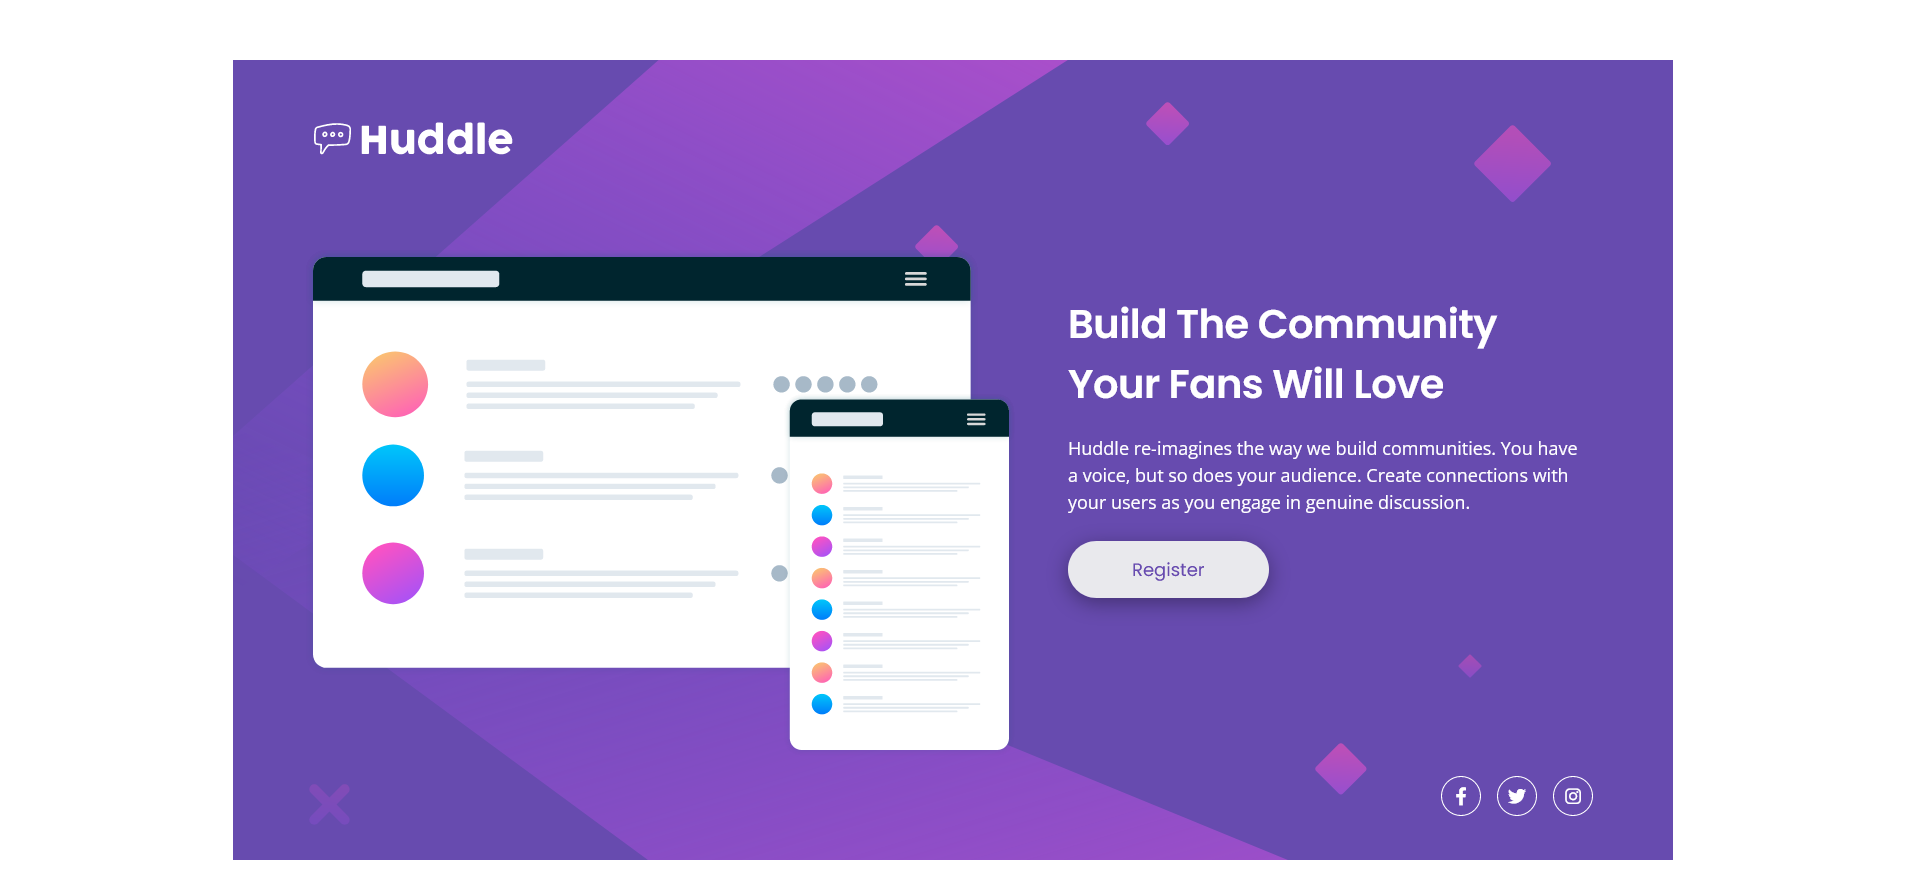 Huddle
Build The Community
Your Fans Will Love
Huddle re-imagines the way we build communities. You have
a voice, but so does your audience. Create connections with
your users as you engage in genuine discussion.
Register